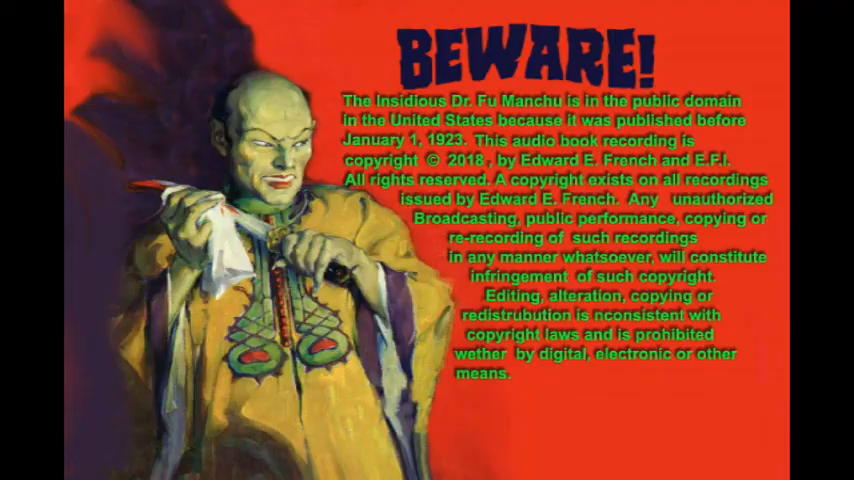 BEWARE!
The Insidious Dr. Fu Manchu is in the public domain
in the United States because it was published before
January 1, 1923. This audio book recording is
copyright © 2018 , by Edward E. French and E.F.I.
All rights reserved. A copyright exists on all recordings
issued by Edward E. French. Any unauthorized
Broadcasting, public performance, copying or
re-recording of such recordings
in any manner whatsoever, will constitute
infringement of such copyright.
Editing, alteration, copying or
redistrubution is nconsistent with
copyright laws and is prohibited
wether by digital, electronic or other
means.